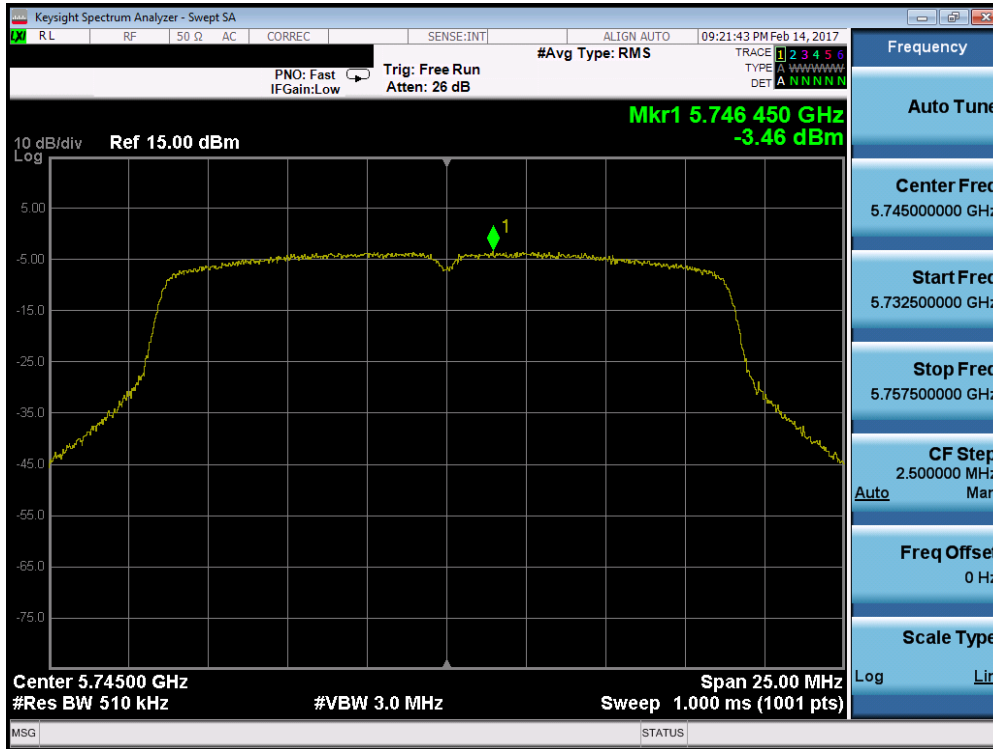 Keysight Spectrum Analyzer - Swept SA
LXI RL RF 50 Ω AC CORREC SENSE:INT ALIGN AUTO 09:21:43 PM Feb 14, 2017
PNO: Fast
IFGain:Low
Trig: Free Run
Atten: 26 dB
#Avg Type: RMS
TRACE 1 2 3 4 5 6
TYPE A WWWWW
DET A N N N N N
Mkr1 5.746 450 GHz
-3.46 dBm
10 dB/div
Log
Ref 15.00 dBm
1
5.00
-5.00
-15.0
-25.0
-35.0
-45.0
-55.0
-65.0
-75.0
Center 5.74500 GHz
Span 25.00 MHz
#Res BW 510 kHz
#VBW 3.0 MHz
Sweep 1.000 ms (1001 pts)
MSG
STATUS
Frequency
Auto Tune
Center Freq
5.745000000 GHz
Start Freq
5.732500000 GHz
Stop Freq
5.757500000 GHz
CF Step
2.500000 MHz
Auto Man
Freq Offset
0 Hz
Scale Type
Log Lin